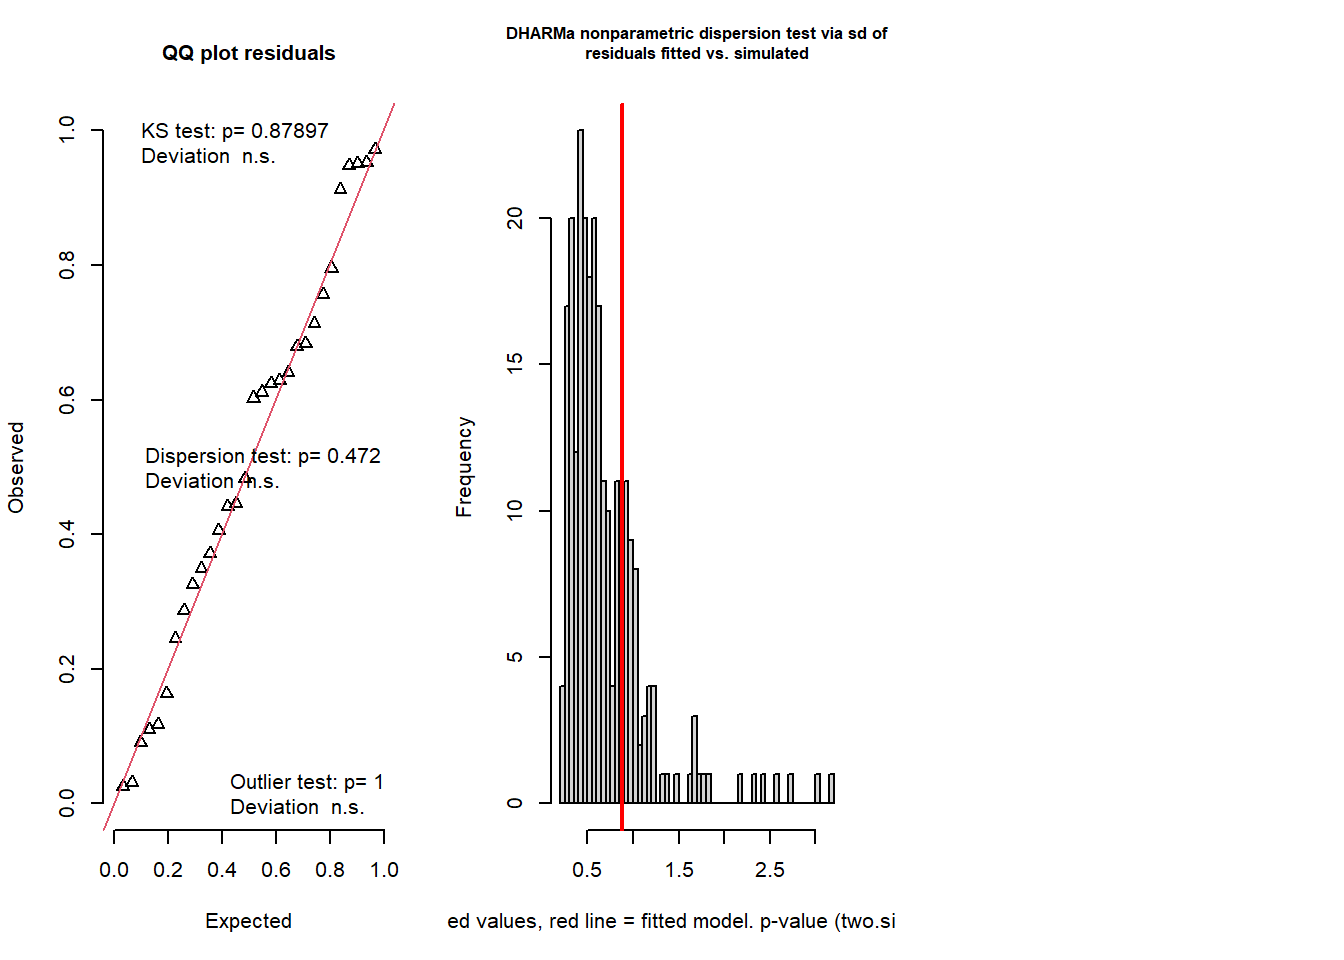 QQ plot residuals
KS test: p= 0.87897
Deviation  n.s.
Dispersion test: p= 0.472
Deviation  n.s.
Outlier test: p= 1
Deviation  n.s.
Observed
0.0 0.2 0.4 0.6 0.8 1.0
0.0 0.2 0.4 0.6 0.8 1.0
Expected
DHARMa nonparametric dispersion test via sd of
residuals fitted vs. simulated
Frequency
0 5 10 15 20
0.5 1.5 2.5
ed values, red line = fitted model. p-value (two.si